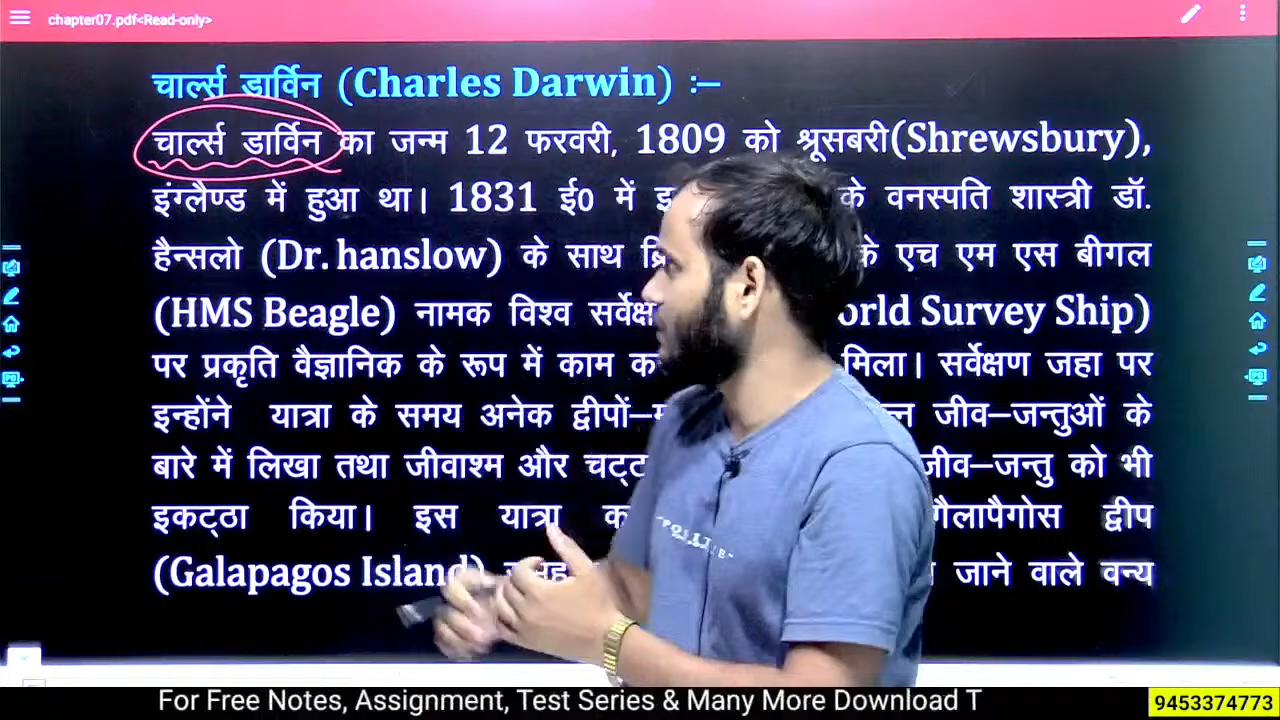 chapter07.pdf<Read-only>
चार्ल्स डार्विन (Charles Darwin) :–
चार्ल्स डार्विन का जन्म 12 फरवरी, 1809 को श्रूसबरी(Shrewsbury),
इंग्लैण्ड में हुआ था। 1831 ई0 में के वनस्पति शास्त्री डॉ.
हैन्सलो (Dr. hanslow) के साथ के एच एम एस बीगल
(HMS Beagle) नामक विश्व Survey Ship)
पर प्रकृति वैज्ञानिक के रूप में काम मिला। सर्वेक्षण जहा पर
इन्होंने यात्रा के समय अनेक जीव–जन्तुओं के
बारे में लिखा तथा जीवाश्म और जीव–जन्तु को भी
इकट्ठा किया। इस यात्रा गैलापैगोस द्वीप
(Galapagos Island) जाने वाले वन्य
For Free Notes, Assignment, Test Series & Many More Download T
9453374773